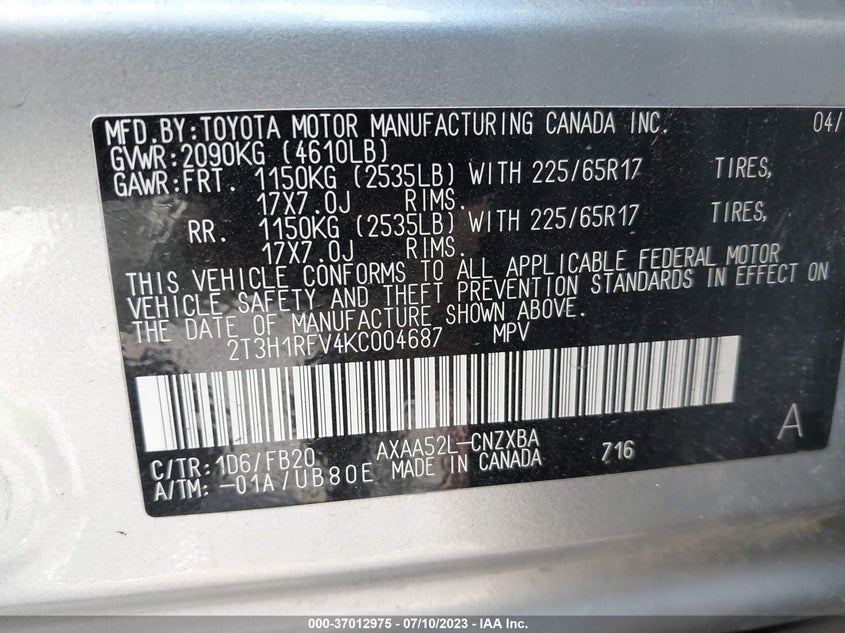 MFD.BY:TOYOTA MOTOR MANUFACTURING CANADA INC. 04/
GVWR:2090KG (4610LB)
GAWR:FRT. 1150KG (2535LB) WITH 225/65R17 TIRES,
17X7.0J RIMS.
RR. 1150KG (2535LB) WITH 225/65R17 TIRES,
17X7.0J RIMS.
THIS VEHICLE CONFORMS TO ALL APPLICABLE FEDERAL MOTOR
VEHICLE SAFETY AND THEFT PREVENTION STANDARDS IN EFFECT ON
THE DATE OF MANUFACTURE SHOWN ABOVE.
2T3H1RFV4KC004687 MPV
A
C/TR:1D6/FB20 AXAA52L-CNZXBA 716
A/TM:-01A/UB80E MADE IN CANADA
000-37012975 - 07/10/2023 - IAA Inc.